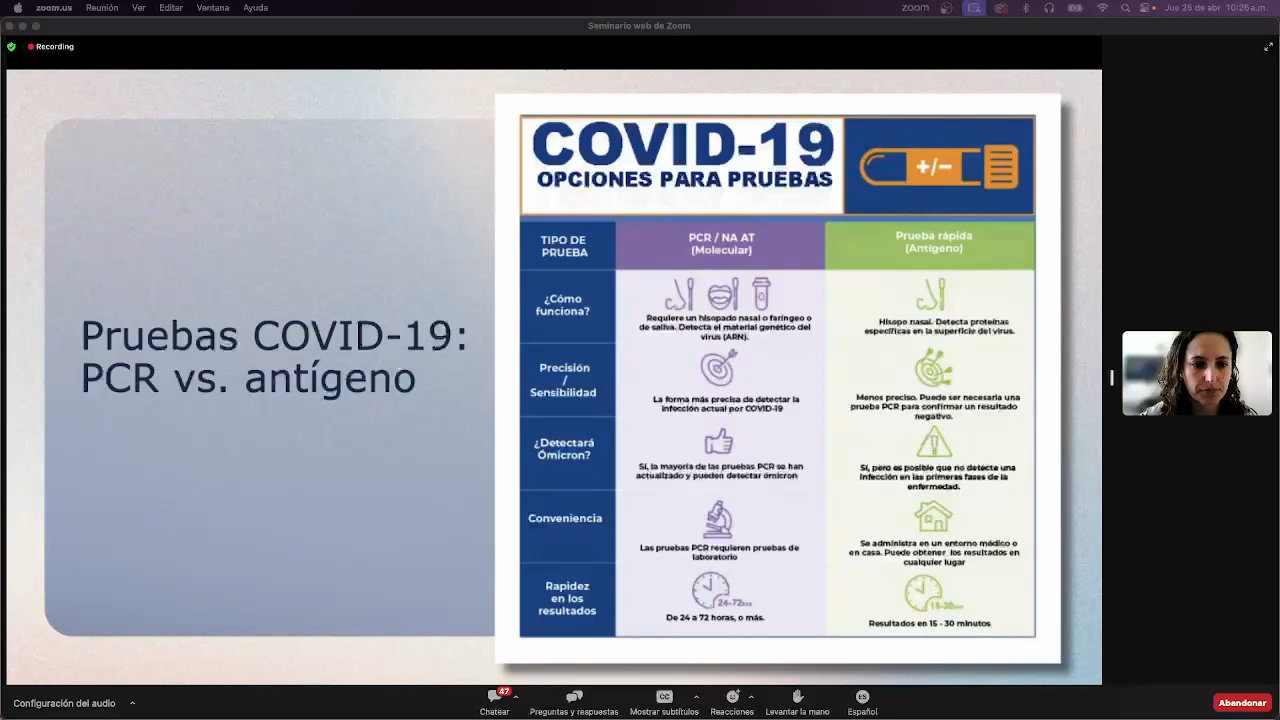 zoom.us Reunión Ver Editar Ventana Ayuda
zoom
Jue 25 de abr 10:26 a.m.
Seminario web de Zoom
Recording
Pruebas COVID-19:
PCR vs. antígeno
COVID-19
OPCIONES PARA PRUEBAS
+/-
TIPO DE
PRUEBA
PCR / NA AT
(Molecular)
Prueba rápida
(Antígeno)
¿Cómo
funciona?
Requiere un hisopado nasal o faríngeo o
de saliva. Detecta el material genético del
virus (ARN).
Hisopo nasal. Detecta proteínas
específicas en la superficie del virus.
Precisión
/
Sensibilidad
La forma más precisa de detectar la
infección actual por COVID-19
Menos preciso. Puede ser necesaria una
prueba PCR para confirmar un resultado
negativo.
¿Detectará
Ómicron?
Sí, la mayoría de las pruebas PCR se han
actualizado y pueden detectar ómicron
Sí, pero es posible que no detecte una
infección en las primeras fases de la
enfermedad.
Conveniencia
Las pruebas PCR requieren pruebas de
laboratorio
Se administra en un entorno médico o
en casa. Puede obtener los resultados en
cualquier lugar
Rapidez
en los
resultados
24-72hrs
De 24 a 72 horas, o más.
15-30min
Resultados en 15 - 30 minutos
Configuración del audio
47
CC
ES
Chatear
Preguntas y respuestas
Mostrar subtítulos
Reacciones
Levantar la mano
Español
Abandonar